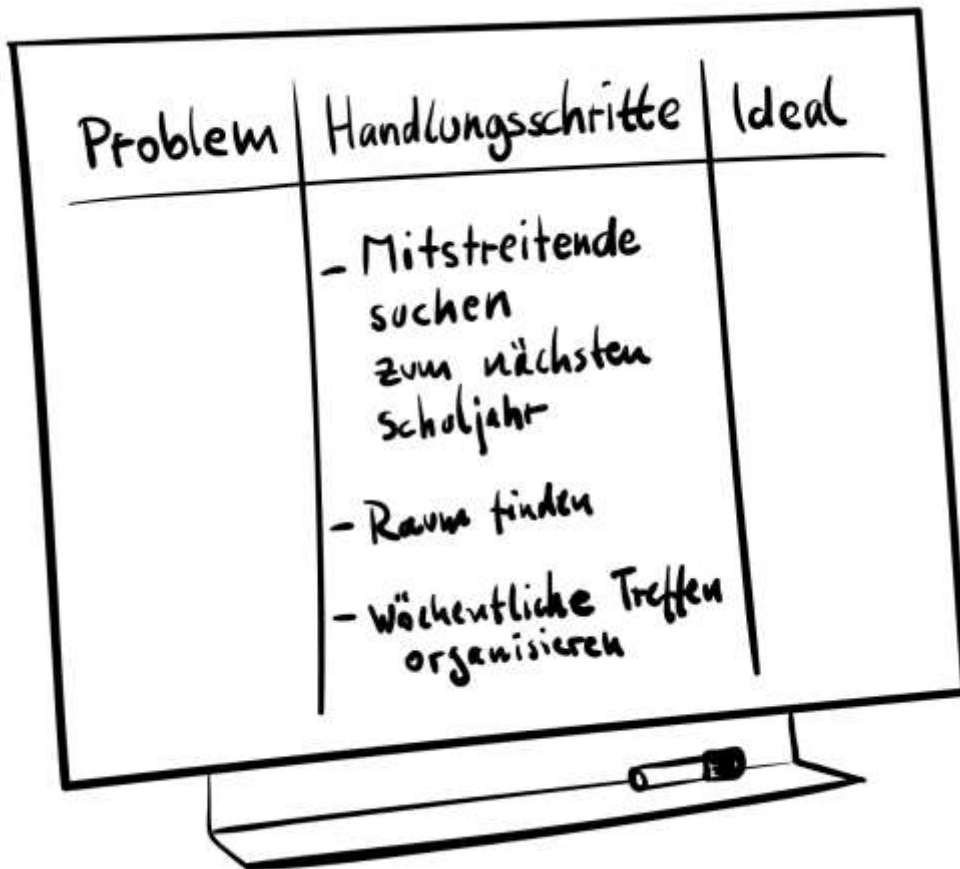 Problem Handlungsschritte Ideal
- Mitstreitende
suchen
zum nächsten
Schuljahr
- Raum finden
- Wöchentliche Treffen
organisieren